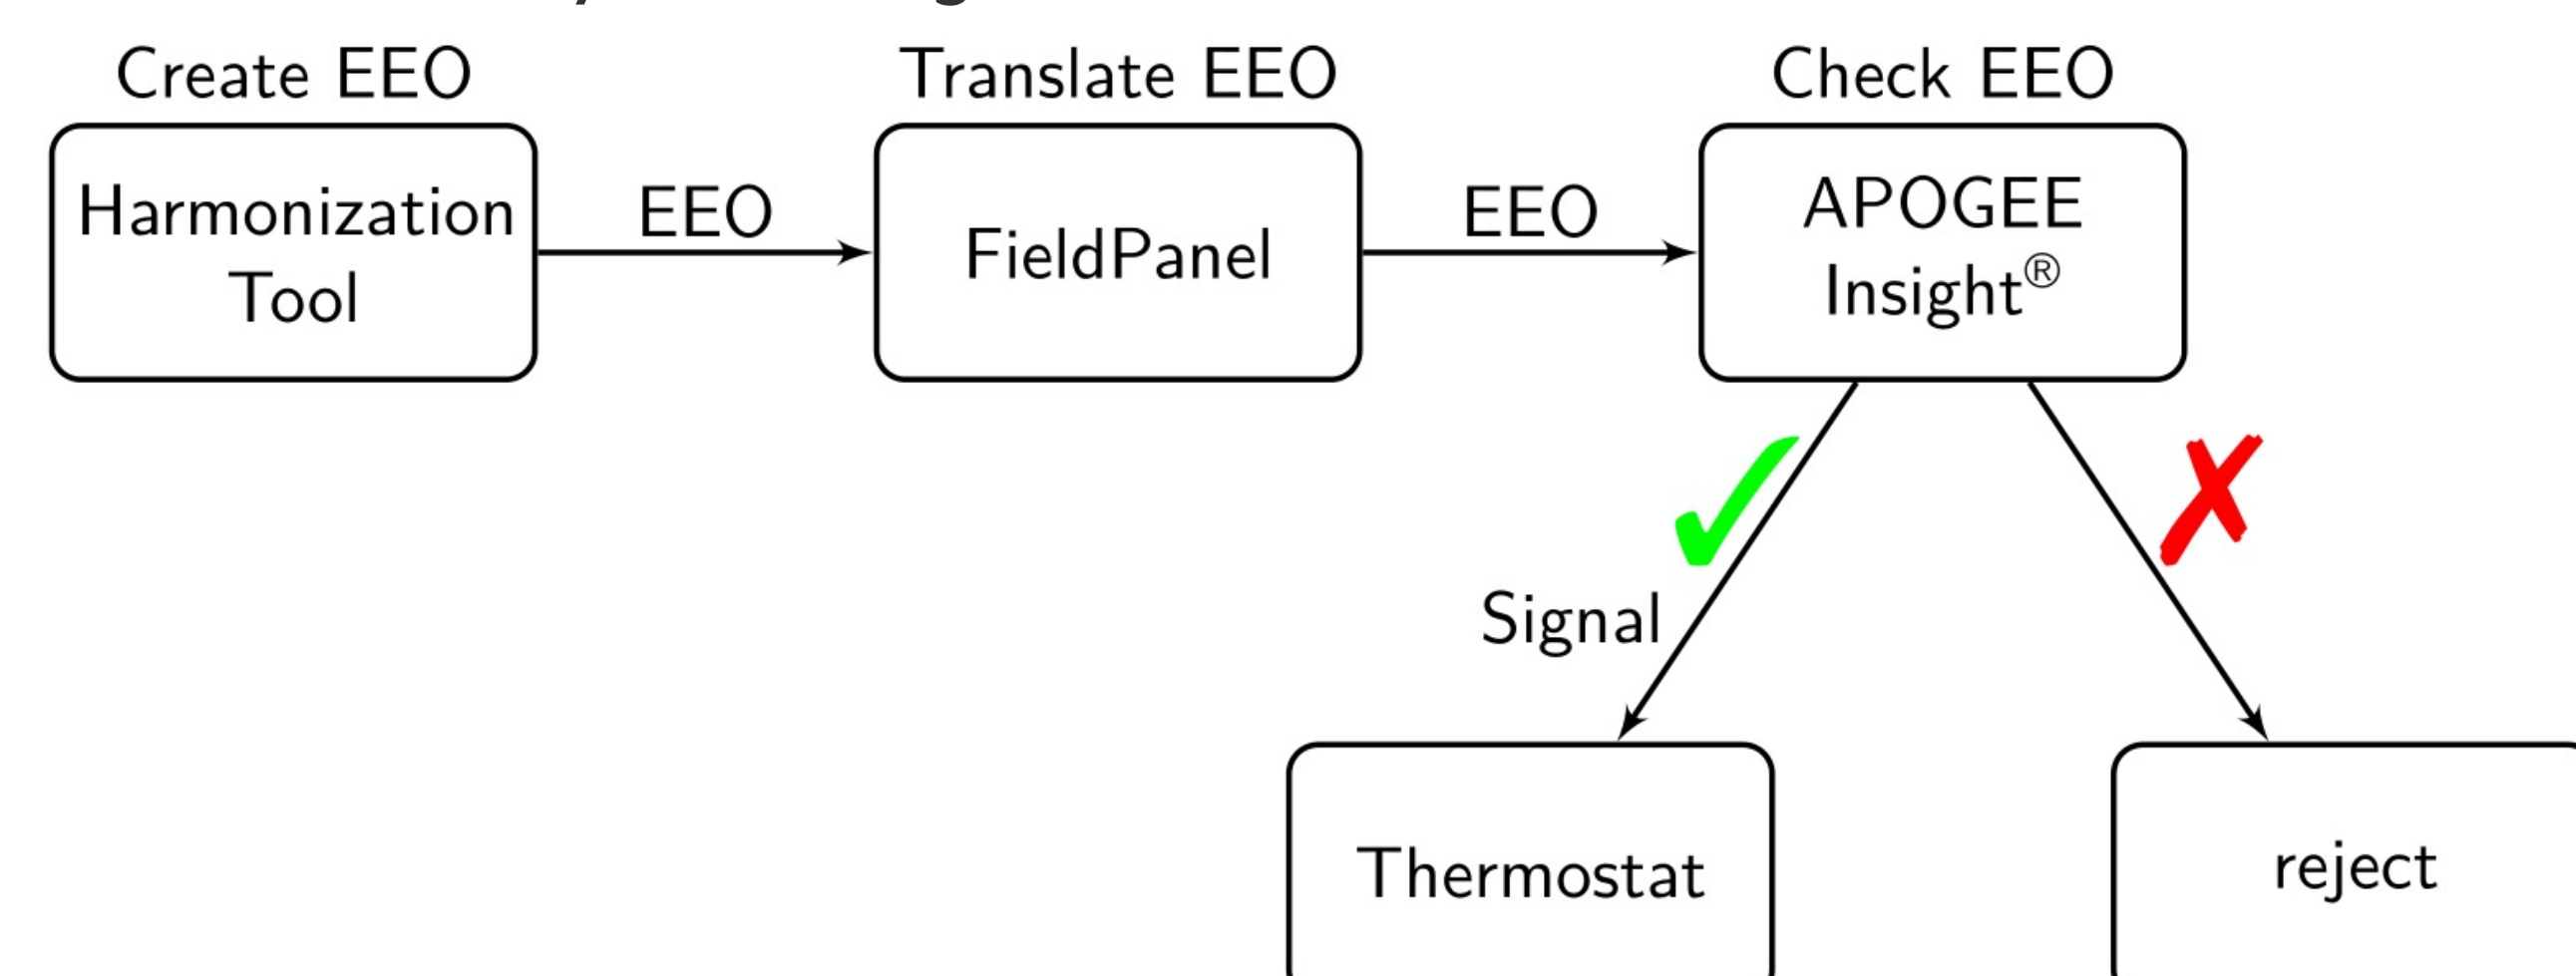 Create EEO
Translate EEO
Check EEO
Harmonization
Tool
EEO
FieldPanel
EEO
APOGEE
Insight®
Signal
Thermostat
reject